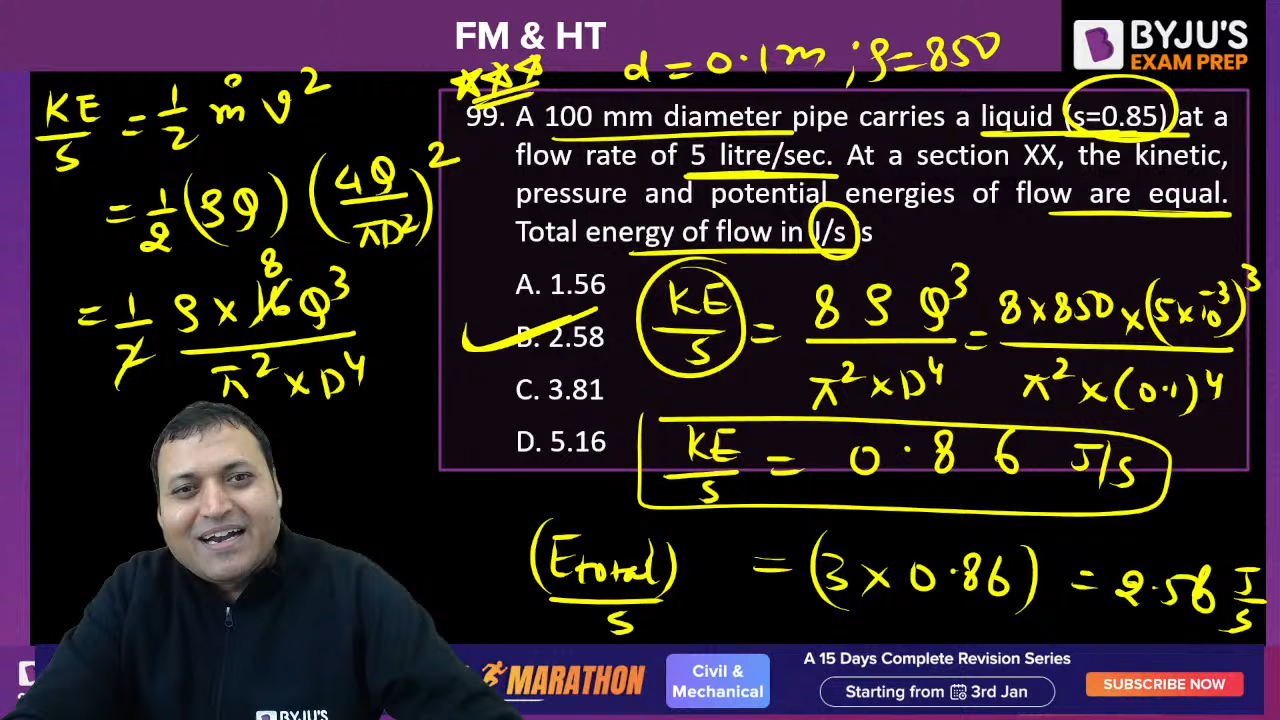 FM & HT
BYJU'S
EXAM PREP
d = 0.1m ; ρ=850
99. A 100 mm diameter pipe carries a liquid (s=0.85) at a
flow rate of 5 litre/sec. At a section XX, the kinetic,
pressure and potential energies of flow are equal.
Total energy of flow in J/s is
A. 1.56
B. 2.58
C. 3.81
D. 5.16
KE/s = 1/2 ṁ v²
= 1/2 (ρQ) (4Q/πD²)²
= 1/2 ρ × 16 Q³ / π² × D⁴
8
KE/s = 8 ρ Q³ / π² × D⁴ = 8×850×(5×10⁻³)³ / π² × (0.1)⁴
KE/s = 0.86 J/s
(Etotal)/s = (3 × 0.86) = 2.58 J/s
BYJU'S
MARATHON
Civil &
Mechanical
A 15 Days Complete Revision Series
Starting from 3rd Jan
SUBSCRIBE NOW